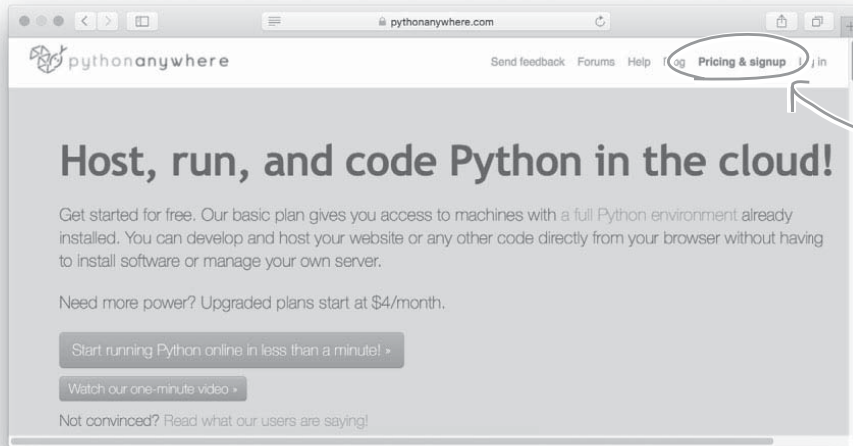 pythonanywhere.com
pythonanywhere
Send feedback Forums Help Pricing & signup in
Host, run, and code Python in the cloud!
Get started for free. Our basic plan gives you access to machines with a full Python environment already
installed. You can develop and host your website or any other code directly from your browser without having
to install software or manage your own server.
Need more power? Upgraded plans start at $4/month.
Start running Python online in less than a minute! »
Watch our one-minute video »
Not convinced? Read what our users are saying!